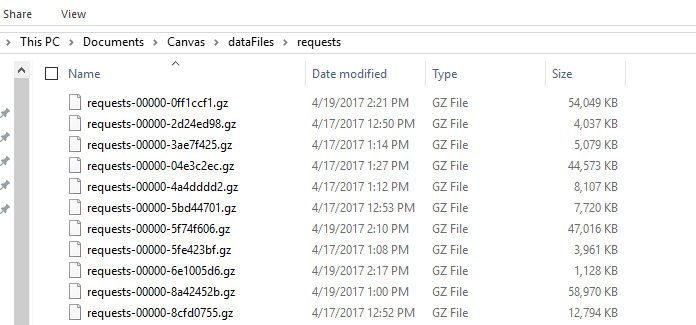 Share View
This PC Documents Canvas dataFiles requests
Name Date modified Type Size
requests-00000-0ff1ccf1.gz 4/19/2017 2:21 PM GZ File 54,049 KB
requests-00000-2d24ed98.gz 4/17/2017 12:50 PM GZ File 4,037 KB
requests-00000-3ae7f425.gz 4/17/2017 1:14 PM GZ File 5,079 KB
requests-00000-04e3c2ec.gz 4/17/2017 1:27 PM GZ File 44,573 KB
requests-00000-4a4dddd2.gz 4/17/2017 1:12 PM GZ File 8,107 KB
requests-00000-5bd44701.gz 4/17/2017 12:53 PM GZ File 7,720 KB
requests-00000-5f74f606.gz 4/19/2017 2:10 PM GZ File 47,016 KB
requests-00000-5fe423bf.gz 4/17/2017 1:08 PM GZ File 3,961 KB
requests-00000-6e1005d6.gz 4/19/2017 2:17 PM GZ File 1,128 KB
requests-00000-8a42452b.gz 4/19/2017 1:00 PM GZ File 58,970 KB
requests-00000-8cfd0755.gz 4/17/2017 12:52 PM GZ File 12,794 KB